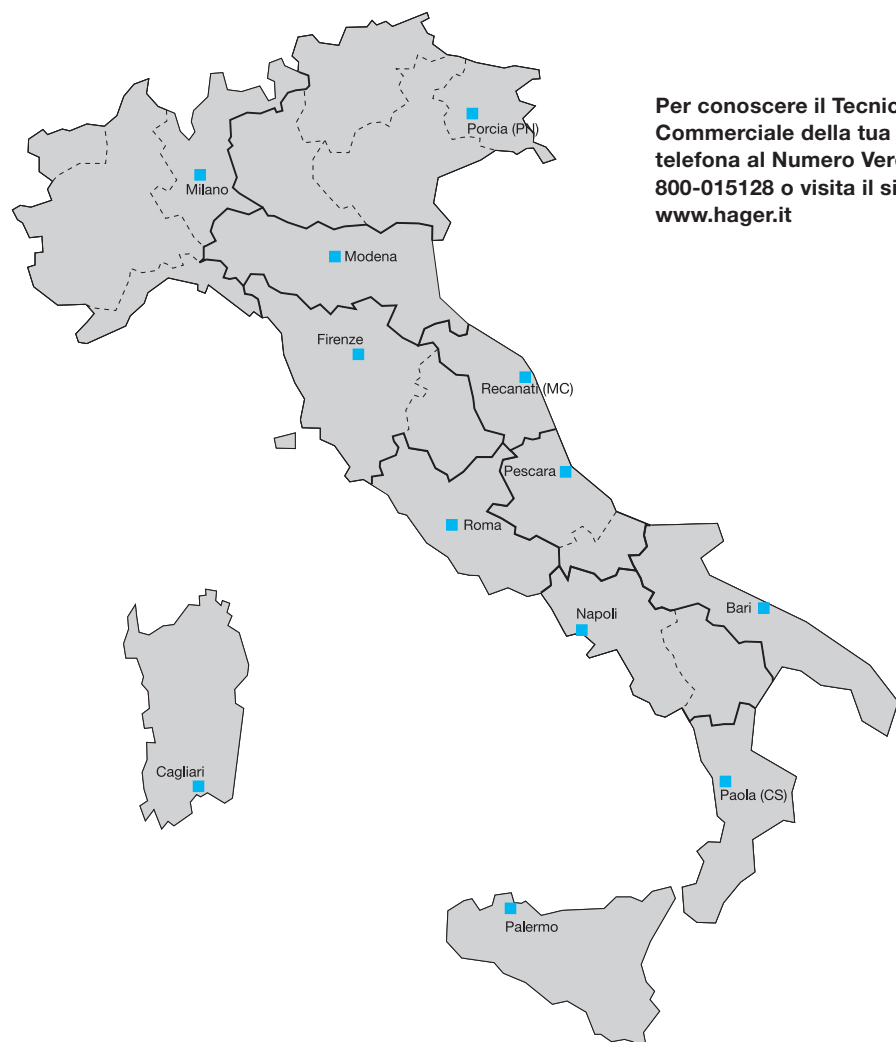 Per conoscere il Tecnic
Commerciale della tua
telefona al Numero Ver
800-015128 o visita il si
www.hager.it
Porcia (PN)
Milano
Modena
Firenze
Recanati (MC)
Pescara
Roma
Bari
Napoli
Cagliari
Paola (CS)
Palermo